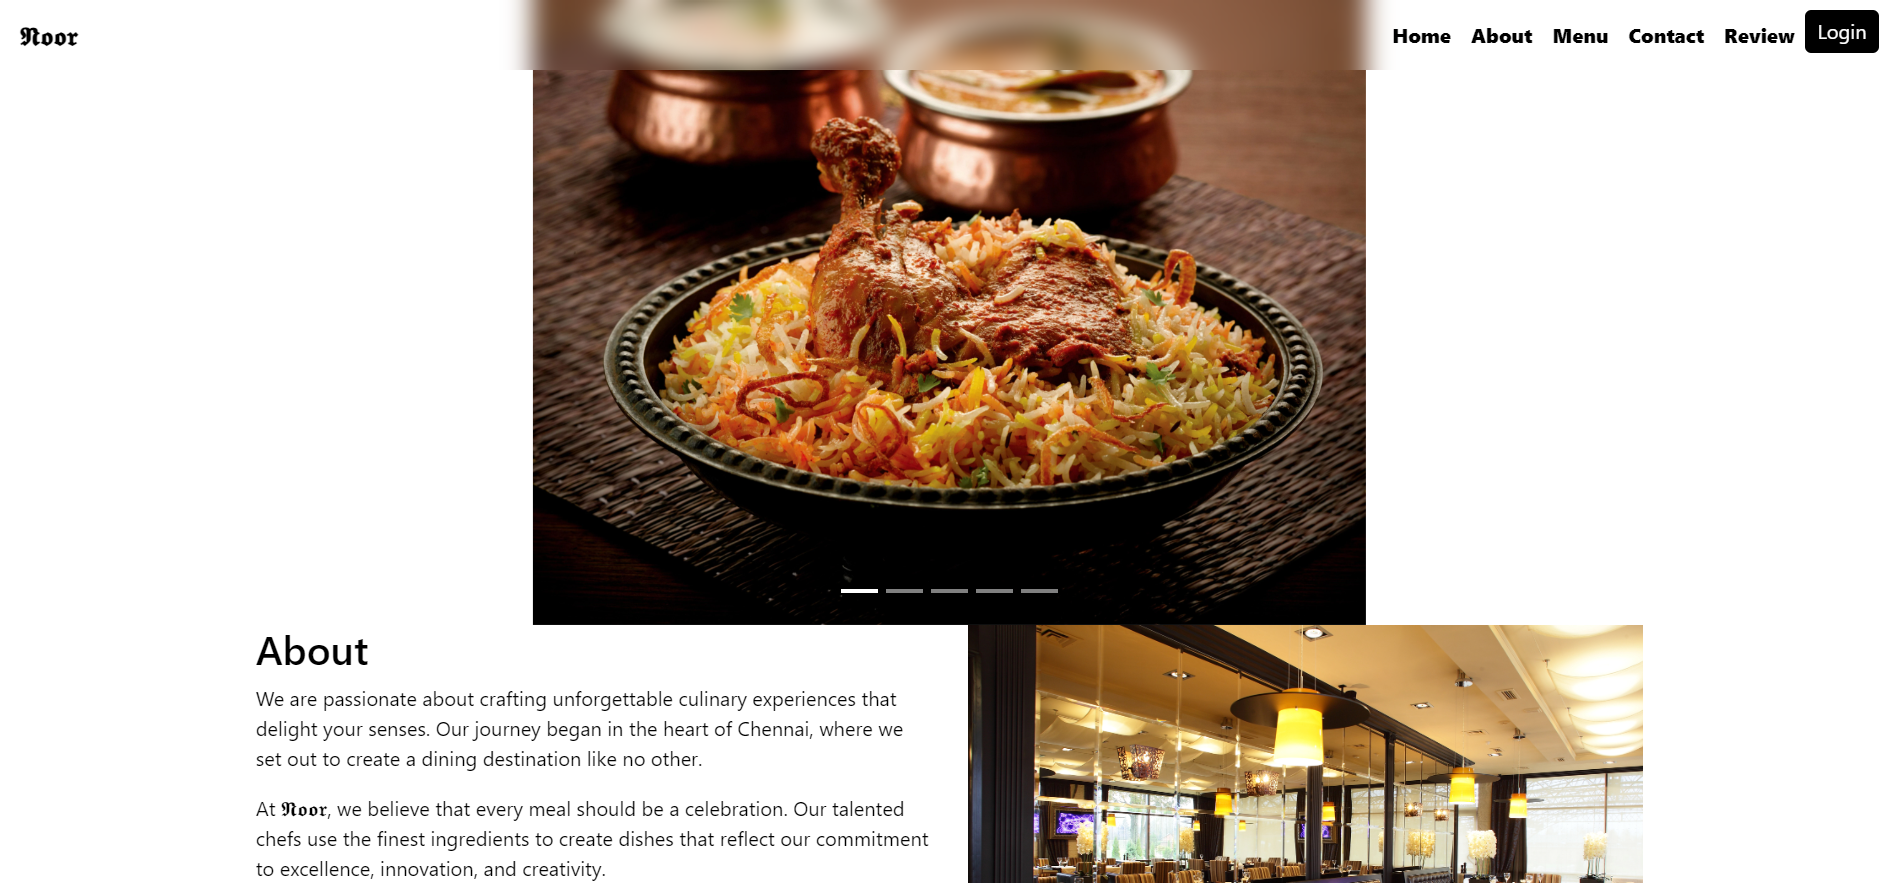 Noor
Home About Menu Contact Review Login
About
We are passionate about crafting unforgettable culinary experiences that
delight your senses. Our journey began in the heart of Chennai, where we
set out to create a dining destination like no other.
At Noor, we believe that every meal should be a celebration. Our talented
chefs use the finest ingredients to create dishes that reflect our commitment
to excellence, innovation, and creativity.